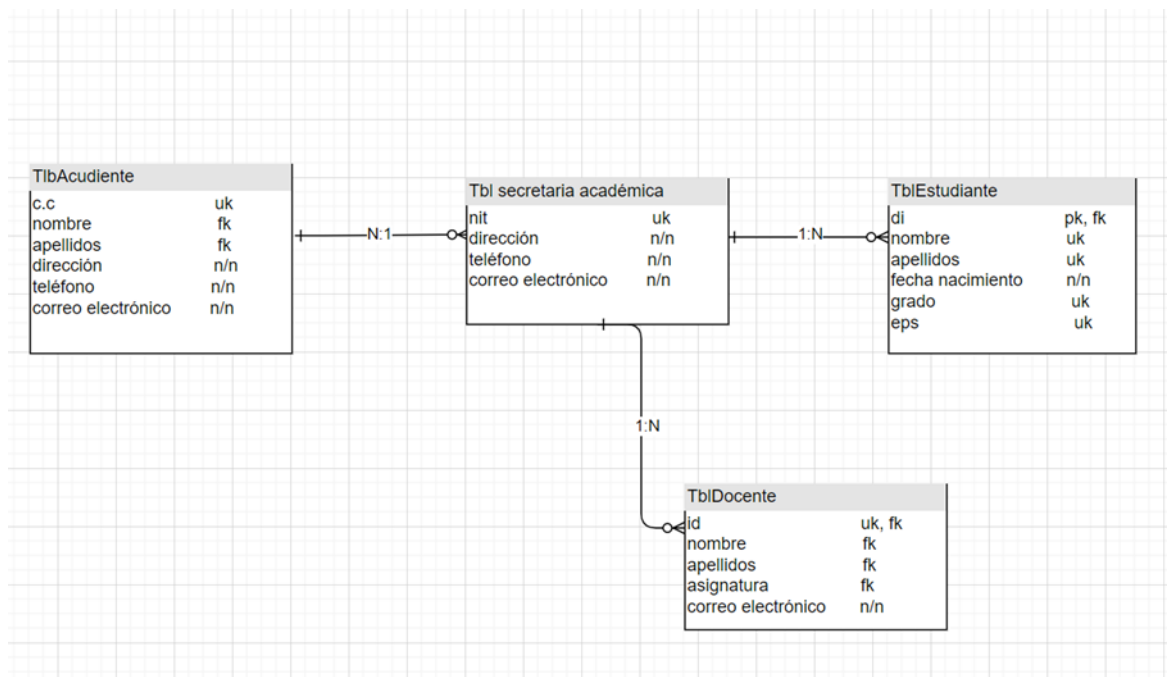 TlbAcudiente
c.c uk
nombre fk
apellidos fk
dirección n/n
teléfono n/n
correo electrónico n/n
N:1
Tbl secretaria académica
nit uk
dirección n/n
teléfono n/n
correo electrónico n/n
1:N
TblEstudiante
di pk, fk
nombre uk
apellidos uk
fecha nacimiento n/n
grado uk
eps uk
1:N
TblDocente
id uk, fk
nombre fk
apellidos fk
asignatura fk
correo electrónico n/n